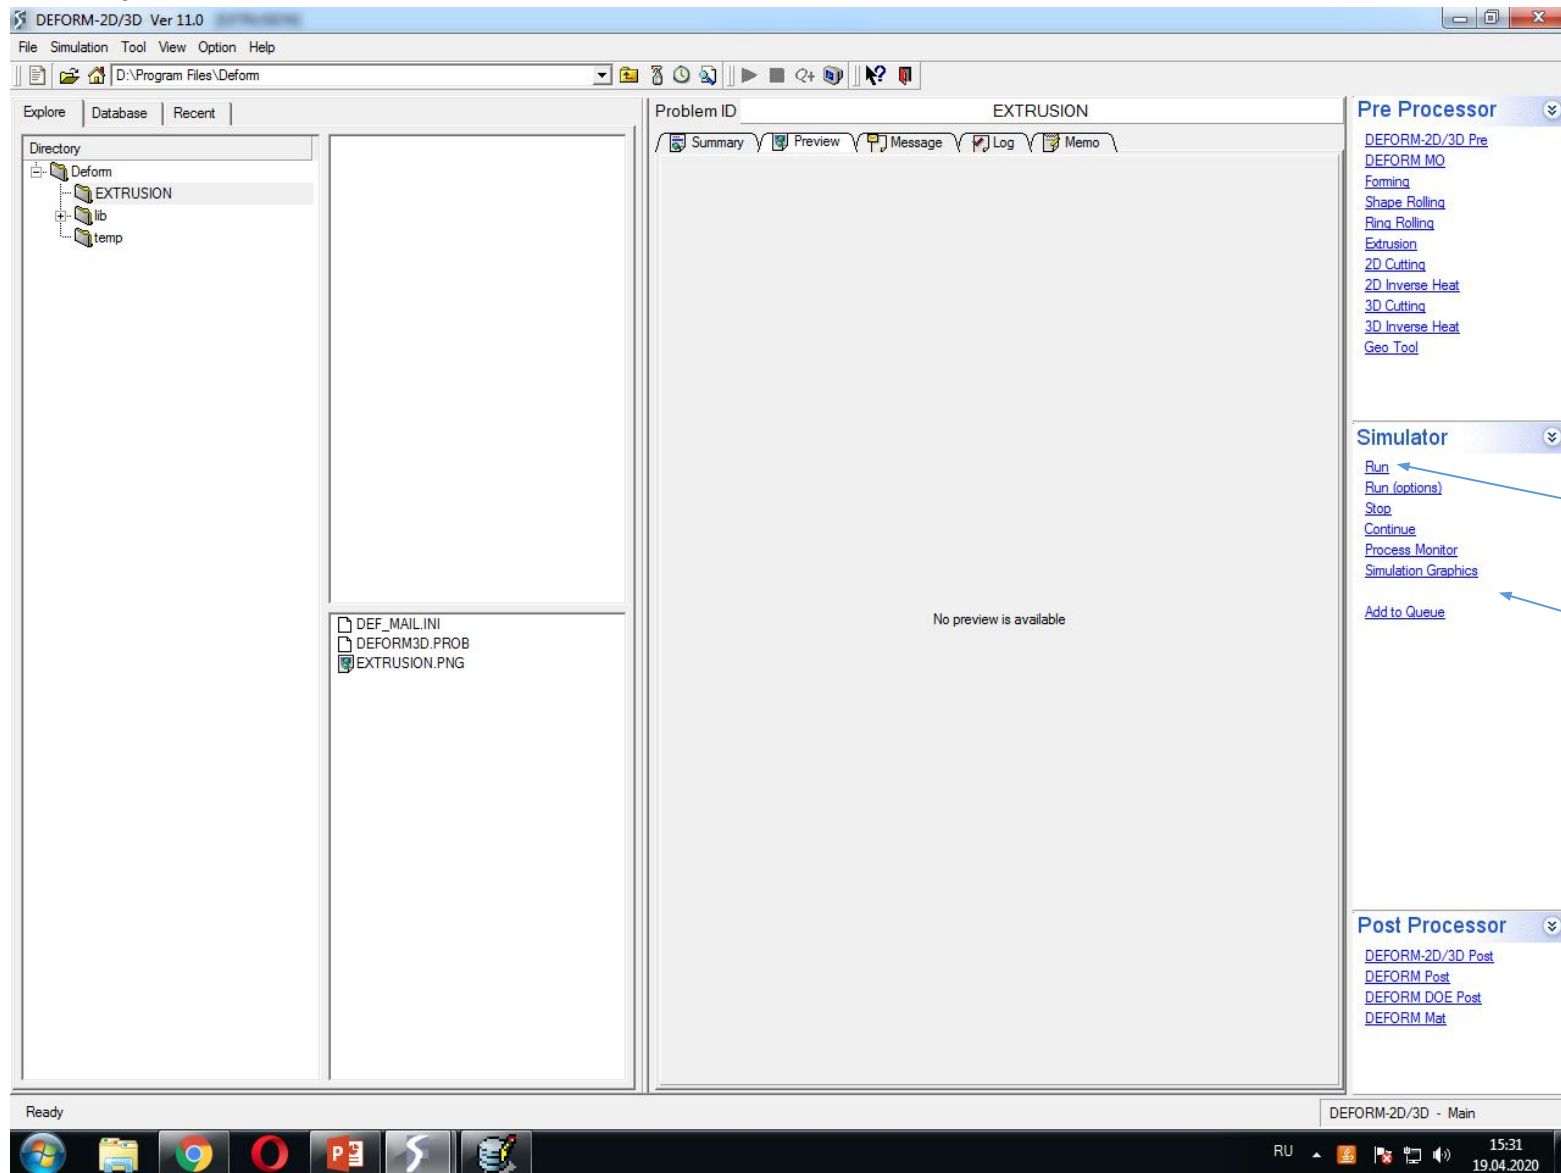 DEFORM-2D/3D Ver 11.0
File Simulation Tool View Option Help
D:\Program Files\Deform
Explore Database Recent
Directory
Deform
EXTRUSION
lib
temp
DEF_MAIL.INI
DEFORM3D.PROB
EXTRUSION.PNG
Problem ID EXTRUSION
Summary Preview Message Log Memo
No preview is available
Pre Processor
DEFORM-2D/3D Pre
DEFORM MO
Forming
Shape Rolling
Ring Rolling
Extrusion
2D Cutting
2D Inverse Heat
3D Cutting
3D Inverse Heat
Geo Tool
Simulator
Run
Run (options)
Stop
Continue
Process Monitor
Simulation Graphics
Add to Queue
Post Processor
DEFORM-2D/3D Post
DEFORM Post
DEFORM DOE Post
DEFORM Mat
Ready
DEFORM-2D/3D - Main
RU
15:31
19.04.2020